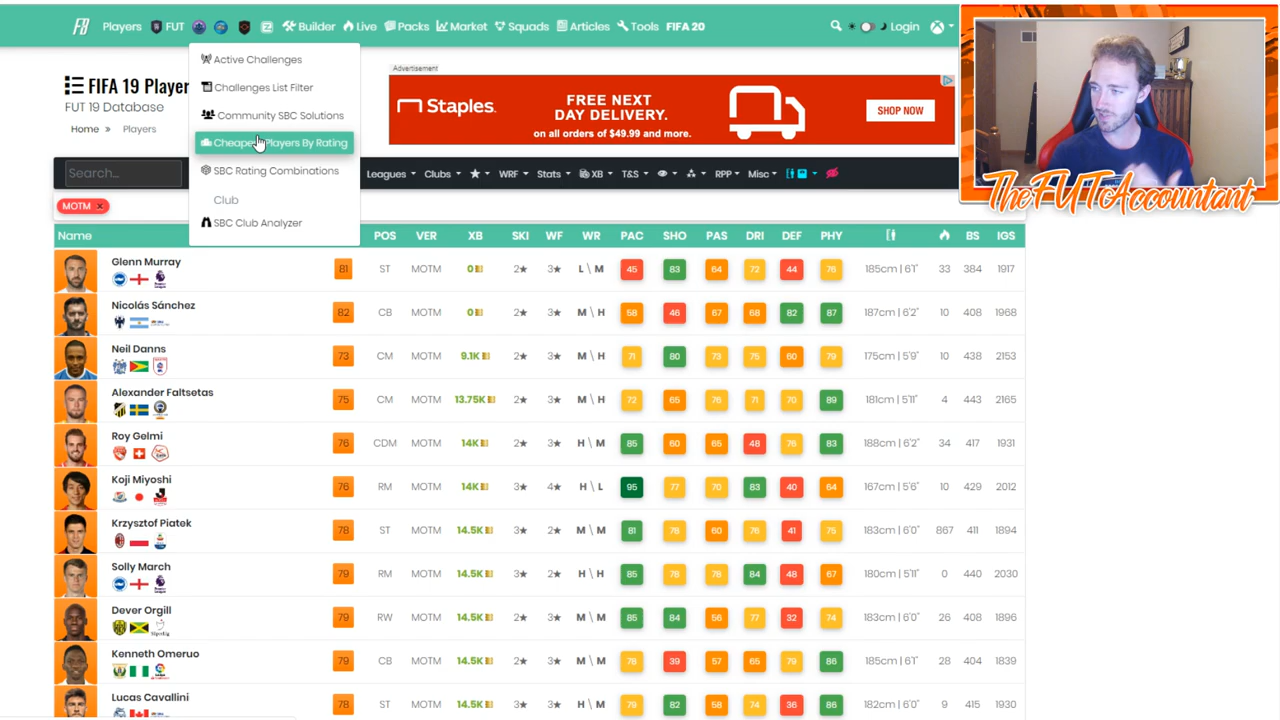 FB Players FUT Builder Live Packs Market Squads Articles Tools FIFA 20 Login
Active Challenges
Challenges List Filter
Community SBC Solutions
Players By Rating
SBC Rating Combinations
Club
SBC Club Analyzer
FIFA 19 Player
FUT 19 Database
Home » Players
Advertisement
Staples.
FREE NEXT
DAY DELIVERY.
on all orders of $49.99 and more.
SHOP NOW
TheFUTAccountant
Search... Leagues Clubs WRF Stats XB T&S RPP Misc
MOTM ×
Name POS VER XB SKI WF WR PAC SHO PAS DRI DEF PHY BS IGS
Glenn Murray 81 ST MOTM 0 2★ 3★ L \ M 45 83 64 72 44 76 185cm | 6'1" 33 384 1917
Nicolás Sánchez 82 CB MOTM 0 2★ 3★ M \ H 58 46 67 68 82 87 187cm | 6'2" 10 408 1968
Neil Danns 73 CM MOTM 9.1K 2★ 3★ M \ H 71 80 73 75 60 79 175cm | 5'9" 10 438 2153
Alexander Faltsetas 75 CM MOTM 13.75K 2★ 3★ M \ H 72 65 76 71 70 89 181cm | 5'11" 4 443 2165
Roy Gelmi 76 CDM MOTM 14K 2★ 3★ H \ M 85 60 65 48 76 83 188cm | 6'2" 34 417 1931
Koji Miyoshi 76 RM MOTM 14K 3★ 4★ H \ L 95 77 70 83 40 64 167cm | 5'6" 10 429 2012
Krzysztof Piatek 78 ST MOTM 14.5K 3★ 2★ M \ M 81 78 60 76 41 75 183cm | 6'0" 867 411 1894
Solly March 79 RM MOTM 14.5K 3★ 2★ H \ H 85 78 78 84 48 67 180cm | 5'11" 0 440 2030
Dever Orgill 79 RW MOTM 14.5K 3★ 3★ M \ M 85 84 56 77 32 74 183cm | 6'0" 26 408 1896
Kenneth Omeruo 79 CB MOTM 14.5K 2★ 3★ M \ M 78 39 57 65 79 86 185cm | 6'1" 28 404 1839
Lucas Cavallini 78 ST MOTM 14.5K 2★ 3★ M \ M 79 82 58 74 36 86 182cm | 6'0" 9 415 1930